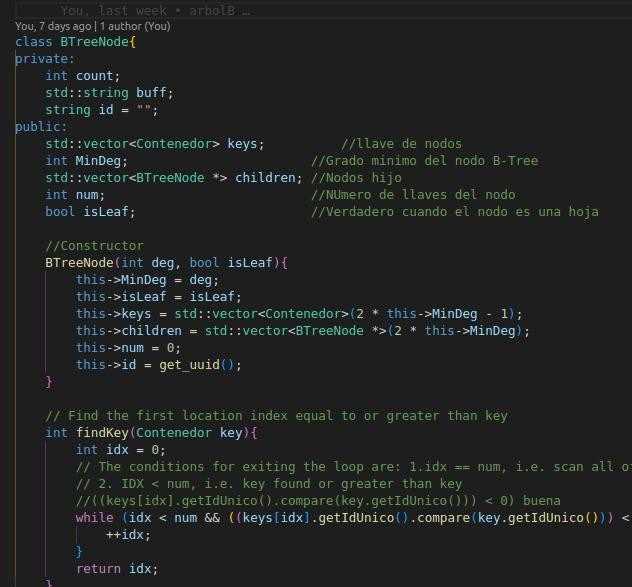 You, last week • arbolB …
You, 7 days ago | 1 author (You)
class BTreeNode{
private:
    int count;
    std::string buff;
    string id = "";
public:
    std::vector<Contenedor> keys;          //llave de nodos
    int MinDeg;                        //Grado minimo del nodo B-Tree
    std::vector<BTreeNode *> children; //Nodos hijo
    int num;                           //NUmero de llaves del nodo
    bool isLeaf;                       //Verdadero cuando el nodo es una hoja
    //Constructor
    BTreeNode(int deg, bool isLeaf){
        this->MinDeg = deg;
        this->isLeaf = isLeaf;
        this->keys = std::vector<Contenedor>(2 * this->MinDeg - 1);
        this->children = std::vector<BTreeNode *>(2 * this->MinDeg);
        this->num = 0;
        this->id = get_uuid();
    }
    // Find the first location index equal to or greater than key
    int findKey(Contenedor key){
        int idx = 0;
        // The conditions for exiting the loop are: 1.idx == num, i.e. scan all of
        // 2. IDX < num, i.e. key found or greater than key
        //((keys[idx].getIdUnico().compare(key.getIdUnico())) < 0) buena
        while (idx < num && ((keys[idx].getIdUnico().compare(key.getIdUnico())) <
            ++idx;
        }
        return idx;
    }